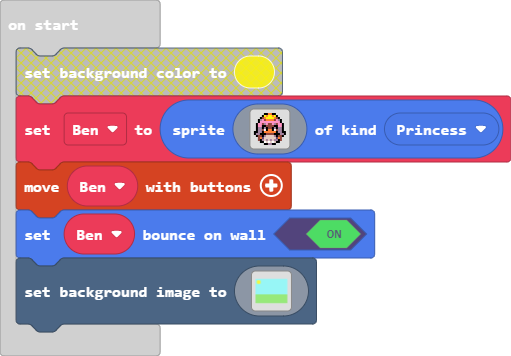 on start
set background color to
set Ben to sprite of kind Princess
move Ben with buttons
set Ben bounce on wall ON
set background image to